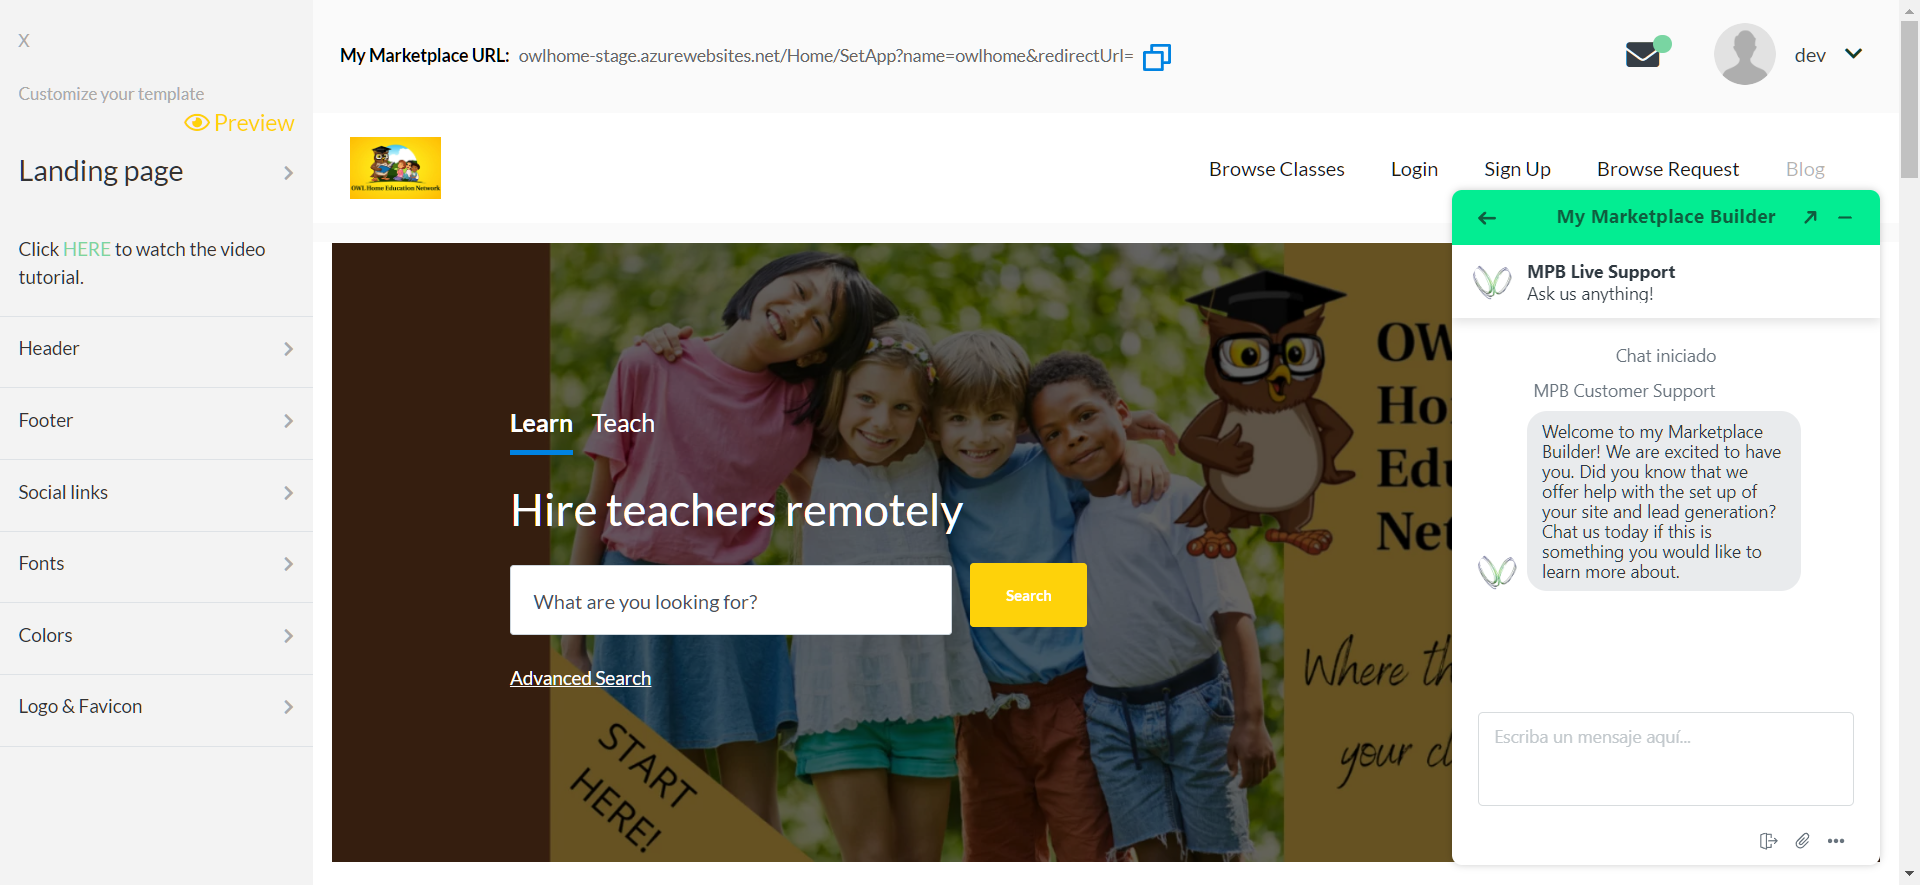 X
Customize your template
Preview
Landing page
Click HERE to watch the video
tutorial.
Header
Footer
Social links
Fonts
Colors
Logo & Favicon
My Marketplace URL: owlhome-stage.azurewebsites.net/Home/SetApp?name=owlhome&redirectUrl=
dev
OWL Home Education Network
Browse Classes
Login
Sign Up
Browse Request
Blog
Learn
Teach
Hire teachers remotely
What are you looking for?
Search
Advanced Search
START
HERE!
OW
Ho
Edu
Net
Where th
your cl
My Marketplace Builder
MPB Live Support
Ask us anything!
Chat iniciado
MPB Customer Support
Welcome to my Marketplace
Builder! We are excited to have
you. Did you know that we
offer help with the set up of
your site and lead generation?
Chat us today if this is
something you would like to
learn more about.
Escriba un mensaje aquí...